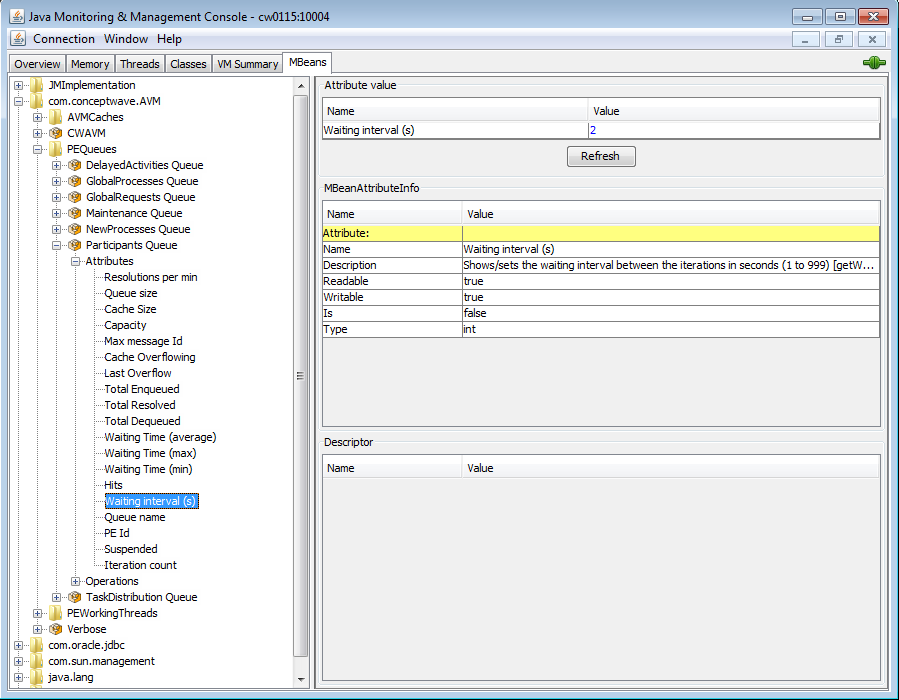 Java Monitoring & Management Console - cw0115:10004
Connection Window Help
Overview Memory Threads Classes VM Summary MBeans
JMImplementation
com.conceptwave.AVM
AVMCaches
CWAVM
PEQueues
DelayedActivities Queue
GlobalProcesses Queue
GlobalRequests Queue
Maintenance Queue
NewProcesses Queue
Participants Queue
Attributes
Resolutions per min
Queue size
Cache Size
Capacity
Max message Id
Cache Overflowing
Last Overflow
Total Enqueued
Total Resolved
Total Dequeued
Waiting Time (average)
Waiting Time (max)
Waiting Time (min)
Hits
Waiting interval (s)
Queue name
PE Id
Suspended
Iteration count
Operations
TaskDistribution Queue
PEWorkingThreads
Verbose
com.oracle.jdbc
com.sun.management
java.lang
Attribute value
Name Value
Waiting interval (s) 2
Refresh
MBeanAttributeInfo
Name Value
Attribute:
Name Waiting interval (s)
Description Shows/sets the waiting interval between the iterations in seconds (1 to 999) [getW...
Readable true
Writable true
Is false
Type int
Descriptor
Name Value